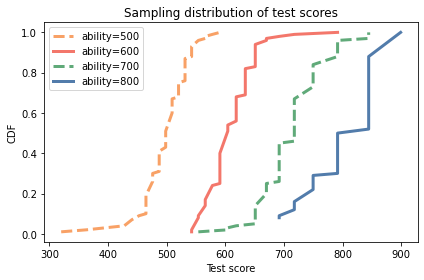 Sampling distribution of test scores
ability=500
ability=600
ability=700
ability=800
CDF
1.0
0.8
0.6
0.4
0.2
0.0
300 400 500 600 700 800 900
Test score